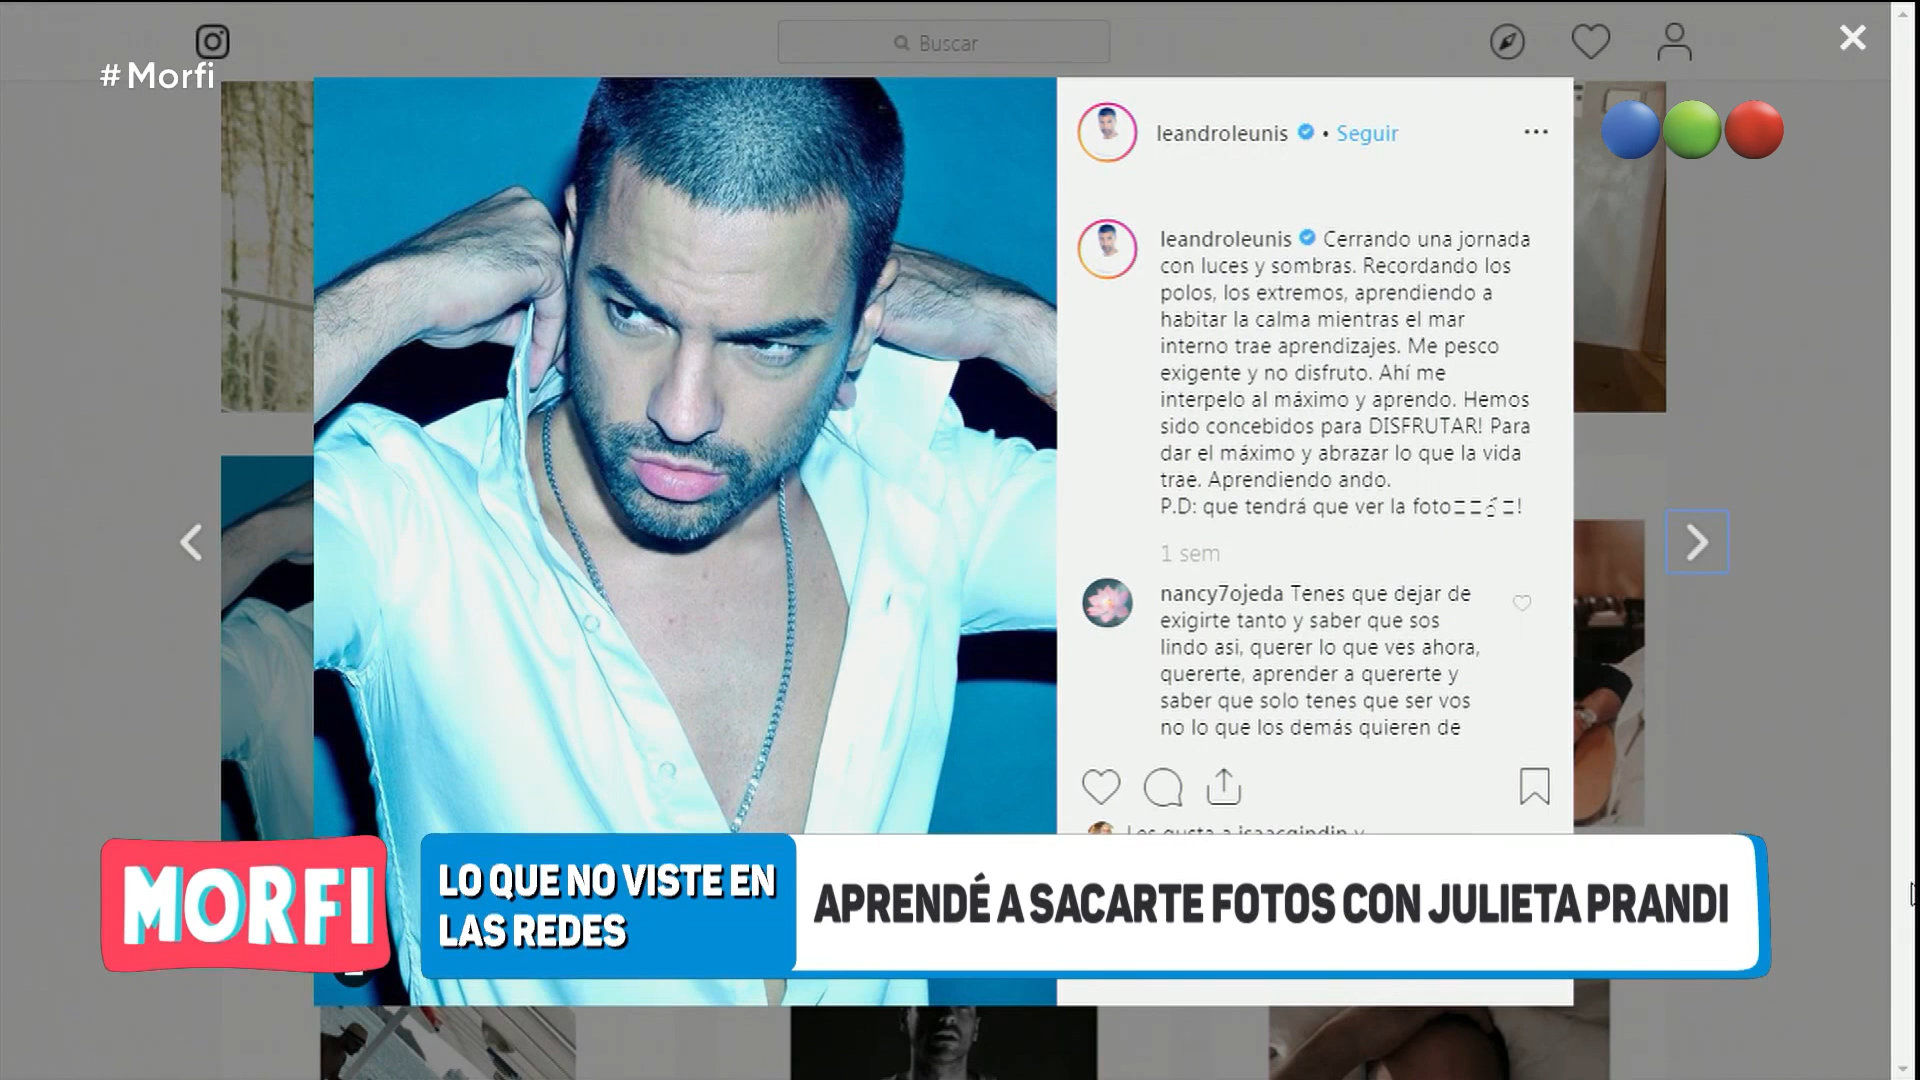 Buscar
#Morfi
leandroleunis • Seguir
leandroleunis Cerrando una jornada
con luces y sombras. Recordando los
polos, los extremos, aprendiendo a
habitar la calma mientras el mar
interno trae aprendizajes. Me pesco
exigente y no disfruto. Ahí me
interpelo al máximo y aprendo. Hemos
sido concebidos para DISFRUTAR! Para
dar el máximo y abrazar lo que la vida
trae. Aprendiendo ando.
P.D: que tendrá que ver la foto!
1 sem
nancy7ojeda Tenes que dejar de
exigirte tanto y saber que sos
lindo asi, querer lo que ves ahora,
quererte, aprender a quererte y
saber que solo tenes que ser vos
no lo que los demás quieren de
Les gusta a isaacgindin y
MORFI
LO QUE NO VISTE EN
LAS REDES
APRENDÉ A SACARTE FOTOS CON JULIETA PRANDI